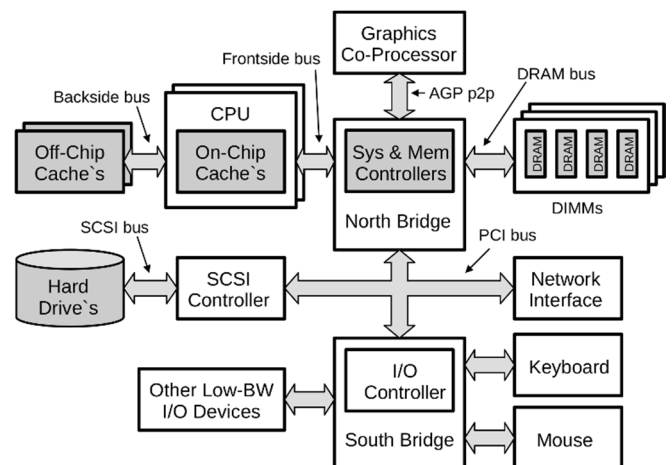 Graphics
Co-Processor
Frontside bus
DRAM bus
AGP p2p
Backside bus
CPU
Off-Chip
Cache`s
On-Chip
Cache`s
Sys & Mem
Controllers
North Bridge
DRAM
DRAM
DRAM
DRAM
DIMMs
SCSI bus
PCI bus
Hard
Drive`s
SCSI
Controller
Network
Interface
I/O
Controller
South Bridge
Keyboard
Other Low-BW
I/O Devices
Mouse